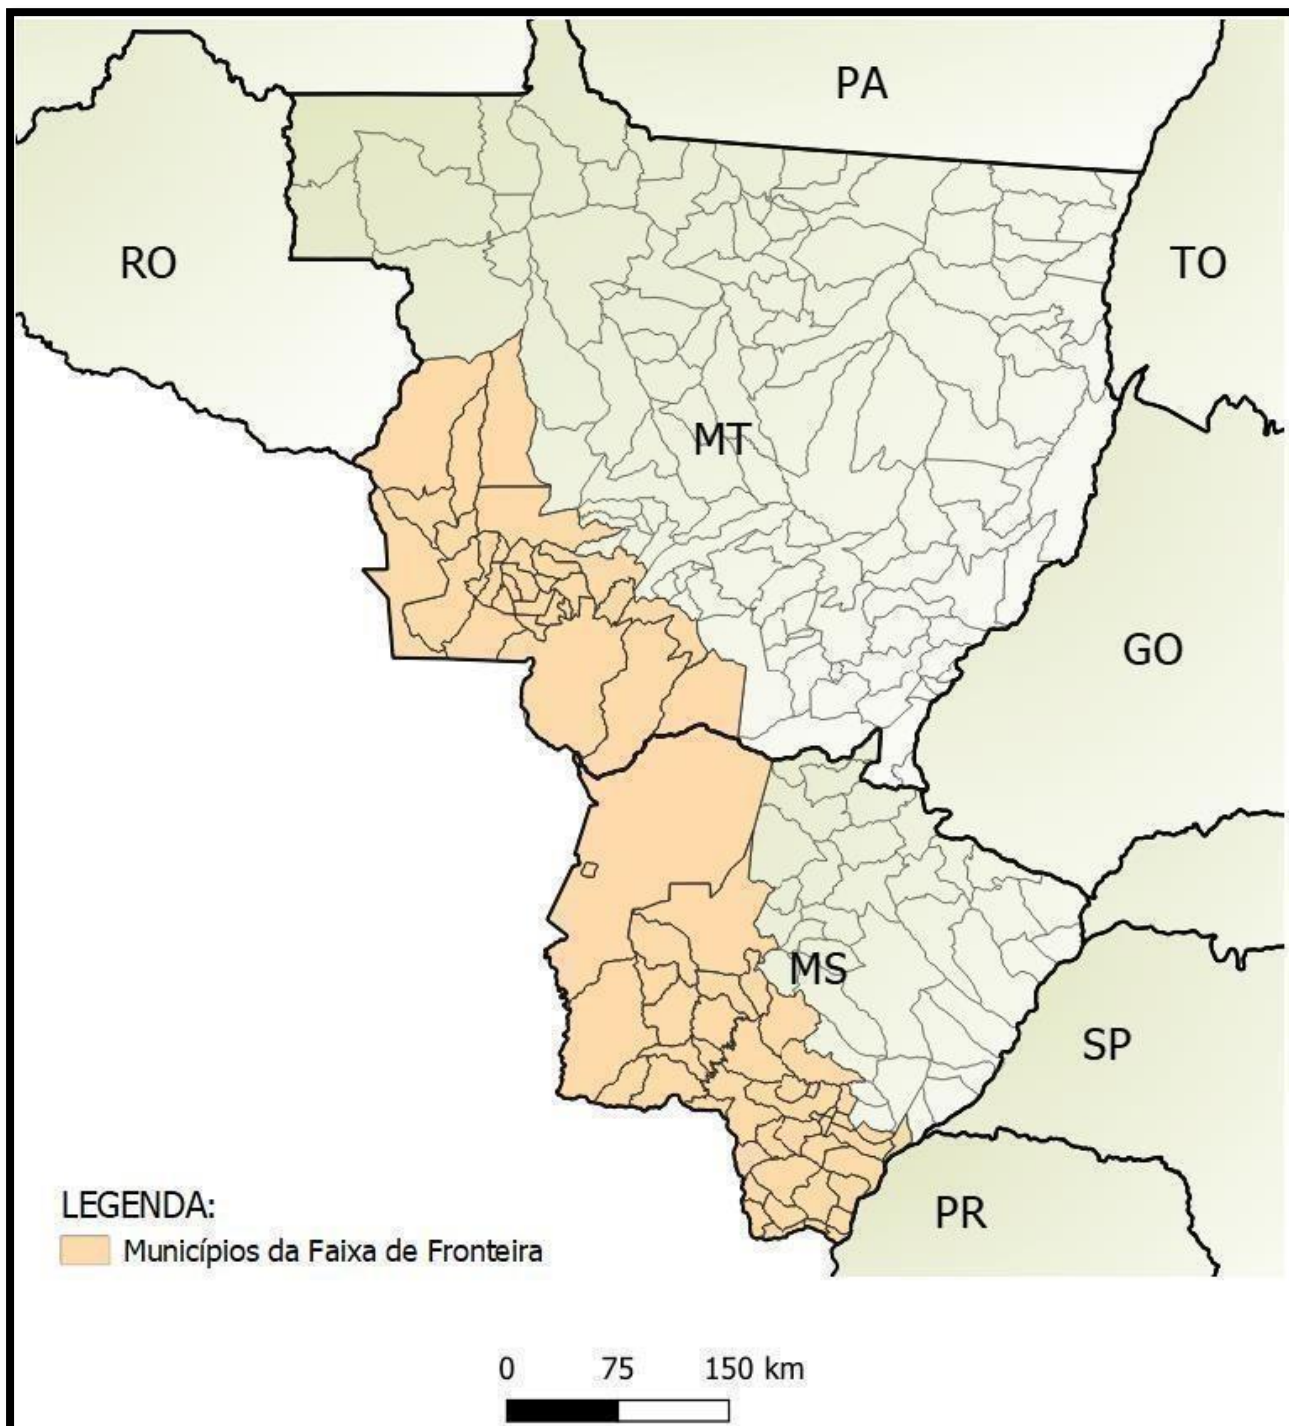 PA
RO
TO
MT
GO
MS
SP
LEGENDA:
PR
Municípios da Faixa de Fronteira
0 75 150 km